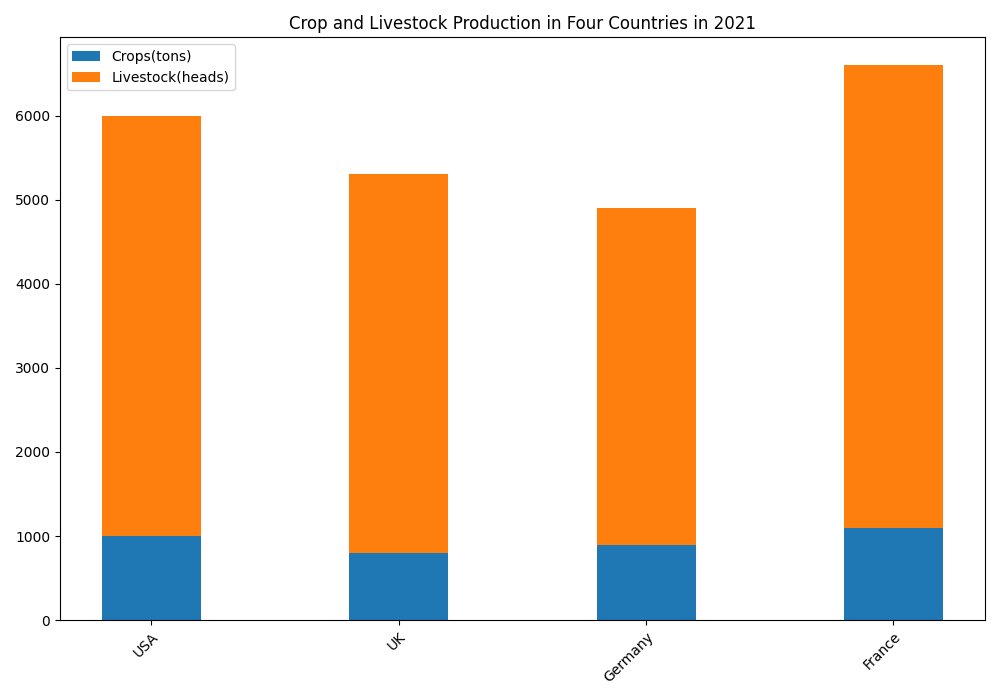 Crop and Livestock Production in Four Countries in 2021
Crops(tons)
Livestock(heads)
6000
5000
4000
3000
2000
1000
0
USA
UK
Germany
France